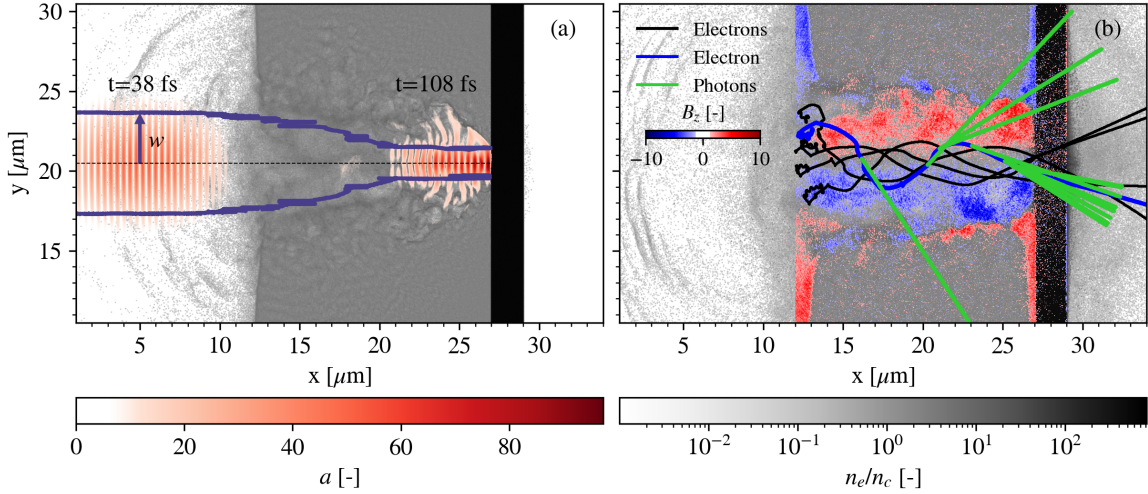 (a)
t=38 fs
t=108 fs
w
y [μm]
30
25
20
15
5
10
15
20
25
30
x [μm]
0
20
40
60
80
a [-]
(b)
Electrons
Electron
Photons
B_z [-]
−10
0
10
5
10
15
20
25
30
x [μm]
10^{−2}
10^{−1}
10^0
10^1
10^2
n_e/n_c [-]